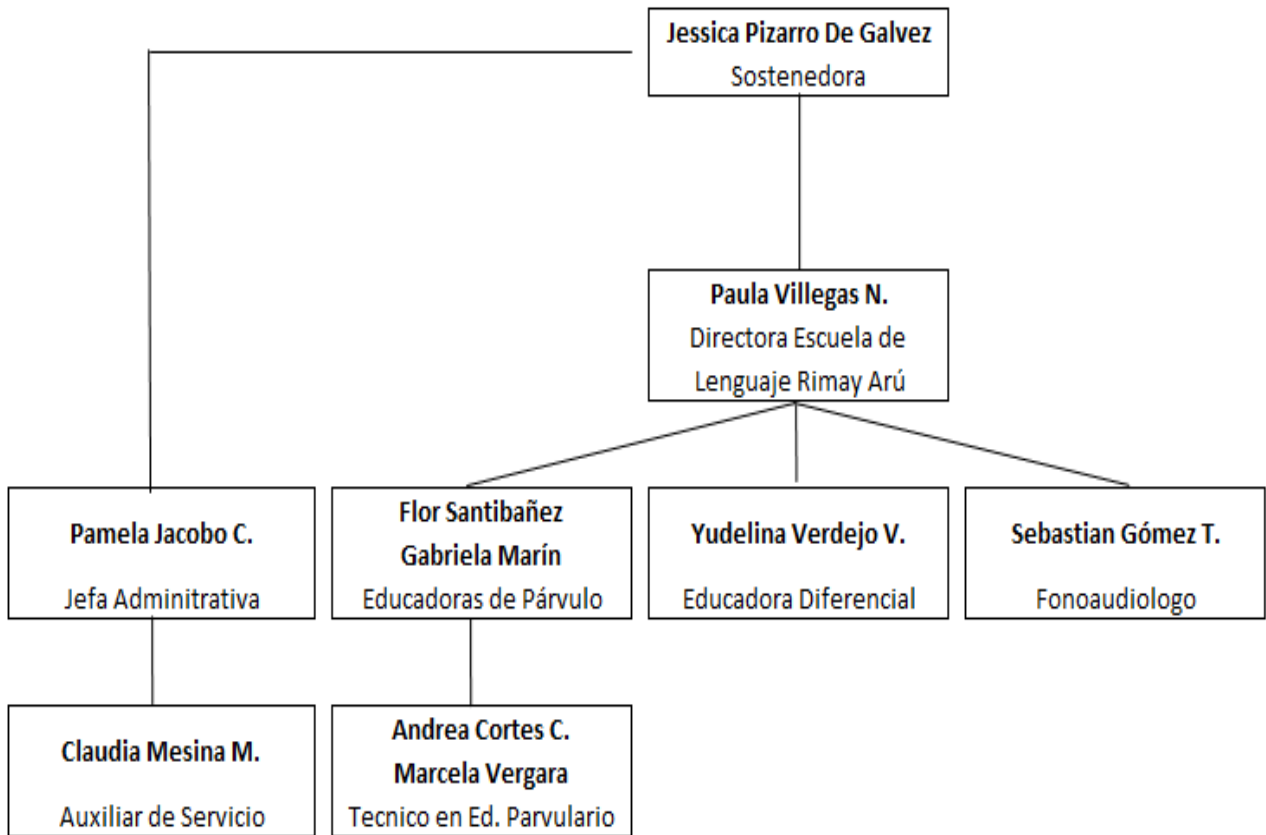 Jessica Pizarro De Galvez
Sostenedora
Paula Villegas N.
Directora Escuela de
Lenguaje Rimay Arú
Pamela Jacobo C.
Jefa Adminitrativa
Flor Santibañez
Gabriela Marín
Educadoras de Párvulo
Yudelina Verdejo V.
Educadora Diferencial
Sebastian Gómez T.
Fonoaudiologo
Claudia Mesina M.
Auxiliar de Servicio
Andrea Cortes C.
Marcela Vergara
Tecnico en Ed. Parvulario